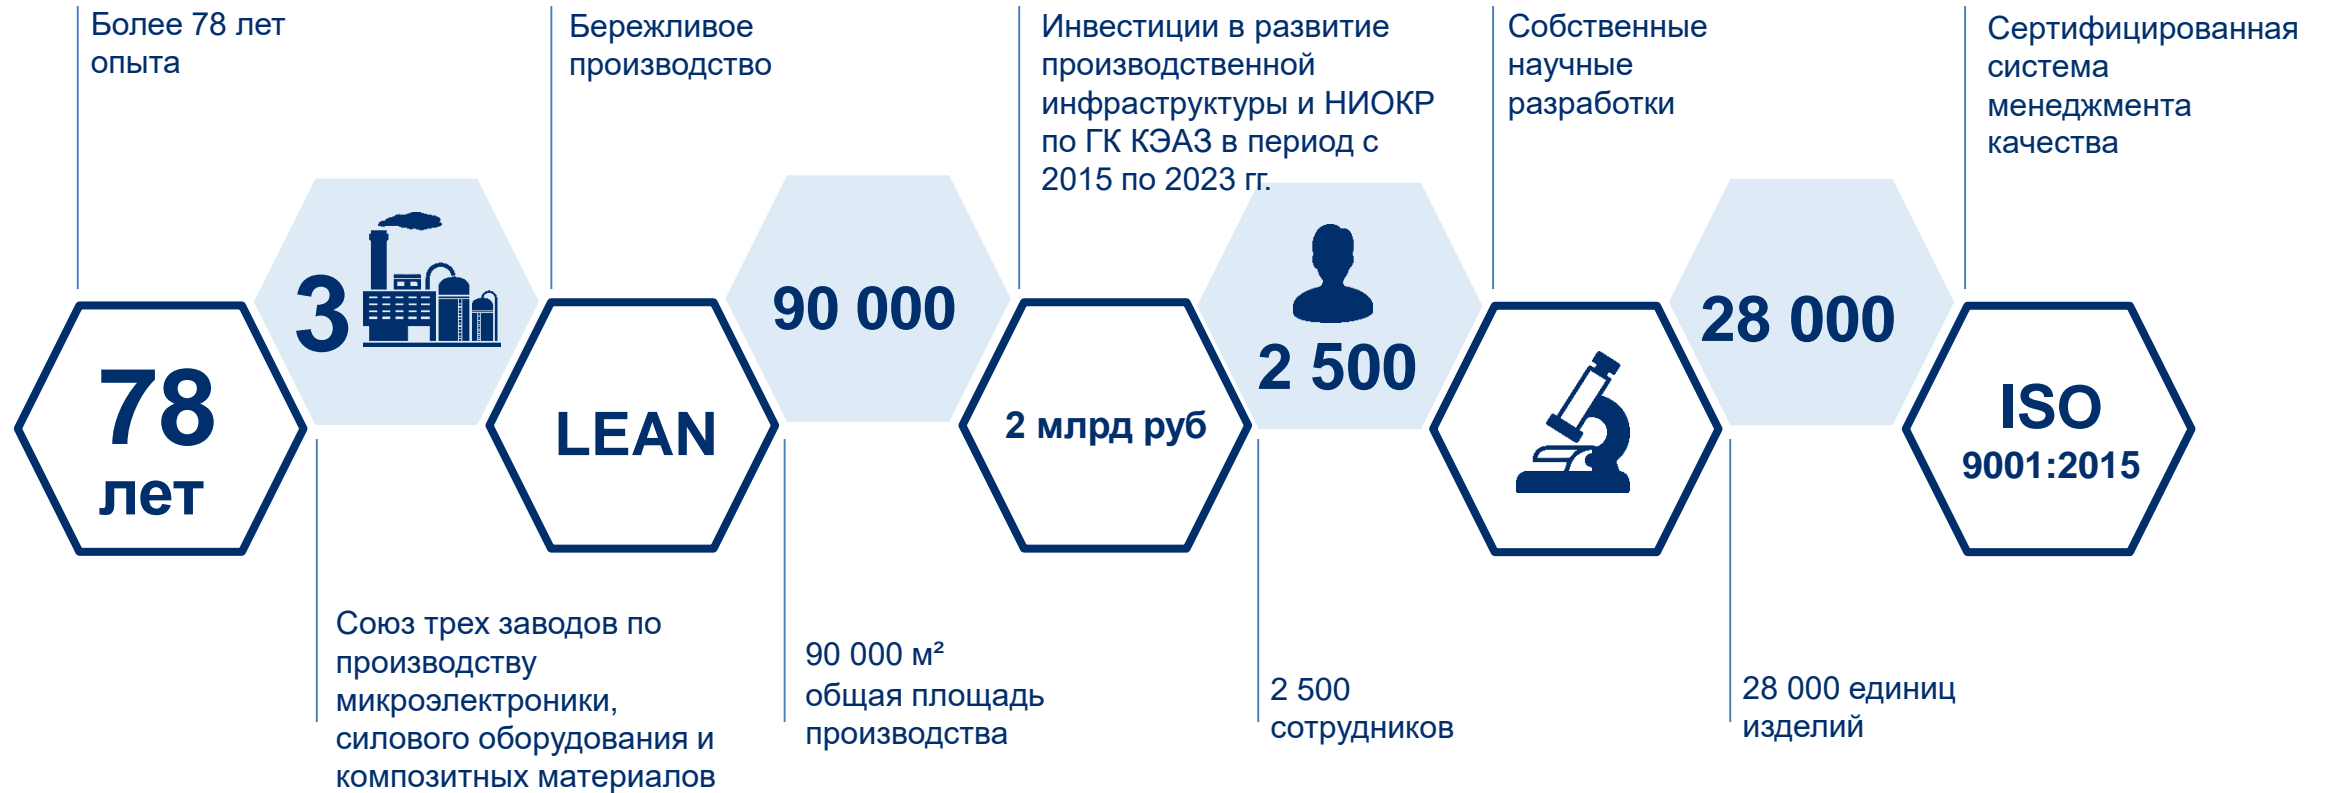 Более 78 лет
опыта
Бережливое
производство
Инвестиции в развитие
производственной
инфраструктуры и НИОКР
по ГК КЭАЗ в период с
2015 по 2023 гг.
Собственные
научные
разработки
Сертифицированная
система
менеджмента
качества
78
лет
3
LEAN
90 000
2 млрд руб
2 500
28 000
ISO
9001:2015
Союз трех заводов по
производству
микроэлектроники,
силового оборудования и
композитных материалов
90 000 м²
общая площадь
производства
2 500
сотрудников
28 000 единиц
изделий